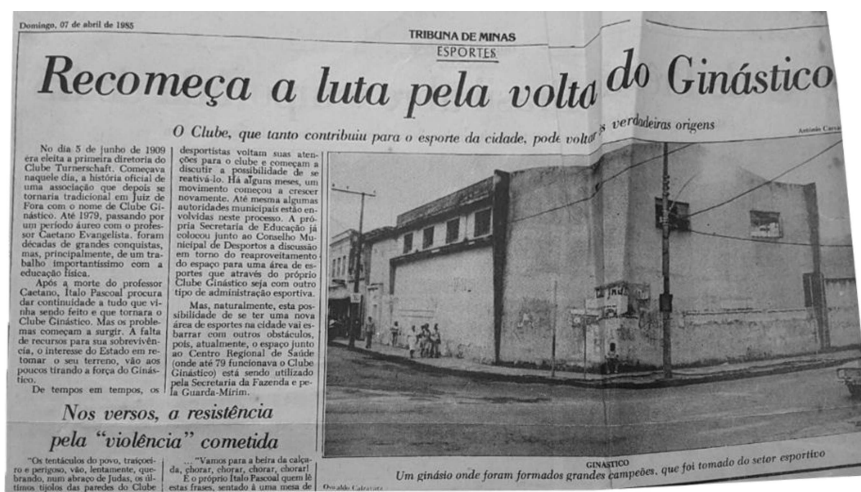 Domingo, 07 de abril de 1985
TRIBUNA DE MINAS
ESPORTES
Recomeça a luta pela volta do Ginástico
O Clube, que tanto contribuiu para o esporte da cidade, pode voltar às verdadeiras origens
Antonio
No dia 5 de junho de 1909
era eleita a primeira diretoria do
Clube Turnerschaft. Começava
naquele dia, a história oficial de
uma associação que depois se
tornaria tradicional em Juiz de
Fora com o nome de Clube Gi-
nástico. Até 1979, passando por
um período áureo com o profes-
sor Caetano Evangelista. foram
décadas de grandes conquistas,
mas, principalmente, de um tra-
balho importantíssimo com a
educação física.
Após a morte do professor
Caetano, Ítalo Pascoal procura
dar continuidade a tudo que vi-
nha sendo feito e que tornara o
Clube Ginástico. Mas os proble-
mas começam a surgir. A falta
de recursos para sua sobrevivên-
cia, o interesse do Estado em re-
tomar o seu terreno, vão aos
poucos tirando a força do Ginás-
tico.
De tempos em tempos, os
desportistas voltam suas aten-
ções para o clube e começam a
discutir a possibilidade de se
reativá-lo. Há alguns meses, um
movimento começou a crescer
novamente. Até mesmo algumas
autoridades municipais estão en-
volvidas neste processo. A pró-
pria Secretaria de Educação já
colocou junto ao Conselho Mu-
nicipal de Desportos a discussão
em torno do reaproveitamento
do espaço para uma área de es-
portes que através do próprio
Clube Ginástico seja com outro
tipo de administração esportiva.
Mas, naturalmente, esta pos-
sibilidade de se ter uma nova
área de esportes na cidade vai es-
barrar com outros obstáculos,
pois, atualmente, o espaço junto
ao Centro Regional de Saúde
(onde até 79 funcionava o Clube
Ginástico) está sendo utilizado
pela Secretaria da Fazenda e pe-
la Guarda-Mirim.
Nos versos, a resistência
pela "violência" cometida
"Os tentáculos do povo, traiçoei-
ro e perigoso, vão, lentamente, que-
brando, num abraço de Judas, os úl-
timos tijolos das paredes do Clube
... "Vamos para a beira da calça-
da, chorar, chorar, chorar, chorar!
E o próprio Ítalo Pascoal quem lê
estas frases, sentado à uma mesa de
Osvaldo
GINÁSTICO
Um ginásio onde foram formados grandes campeões, que foi tomado do setor esportivo